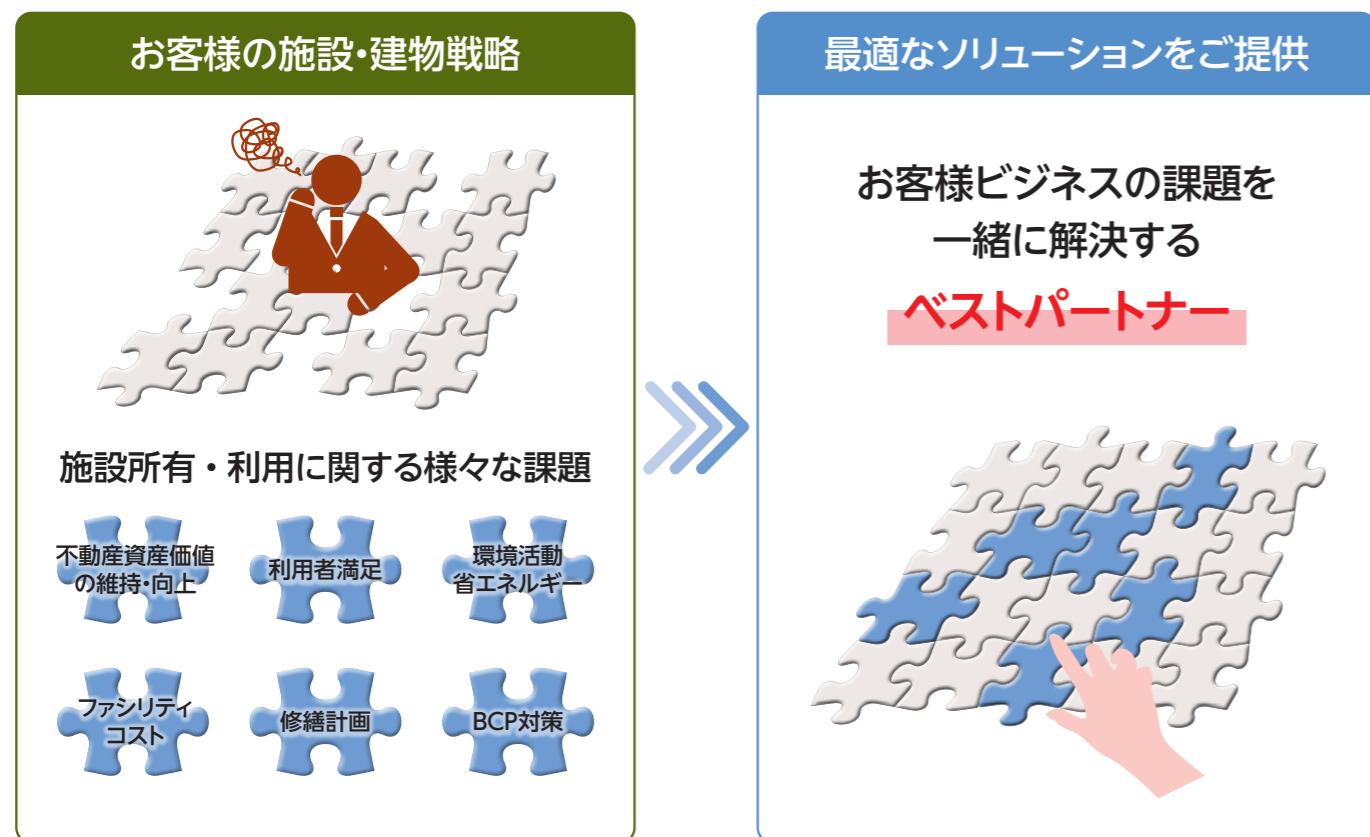 お客様の施設・建物戦略
施設所有・利用に関する様々な課題
不動産資産価値
の維持・向上
利用者満足
環境活動
省エネルギー
ファシリティ
コスト
修繕計画
BCP対策
最適なソリューションをご提供
お客様ビジネスの課題を
一緒に解決する
ベストパートナー